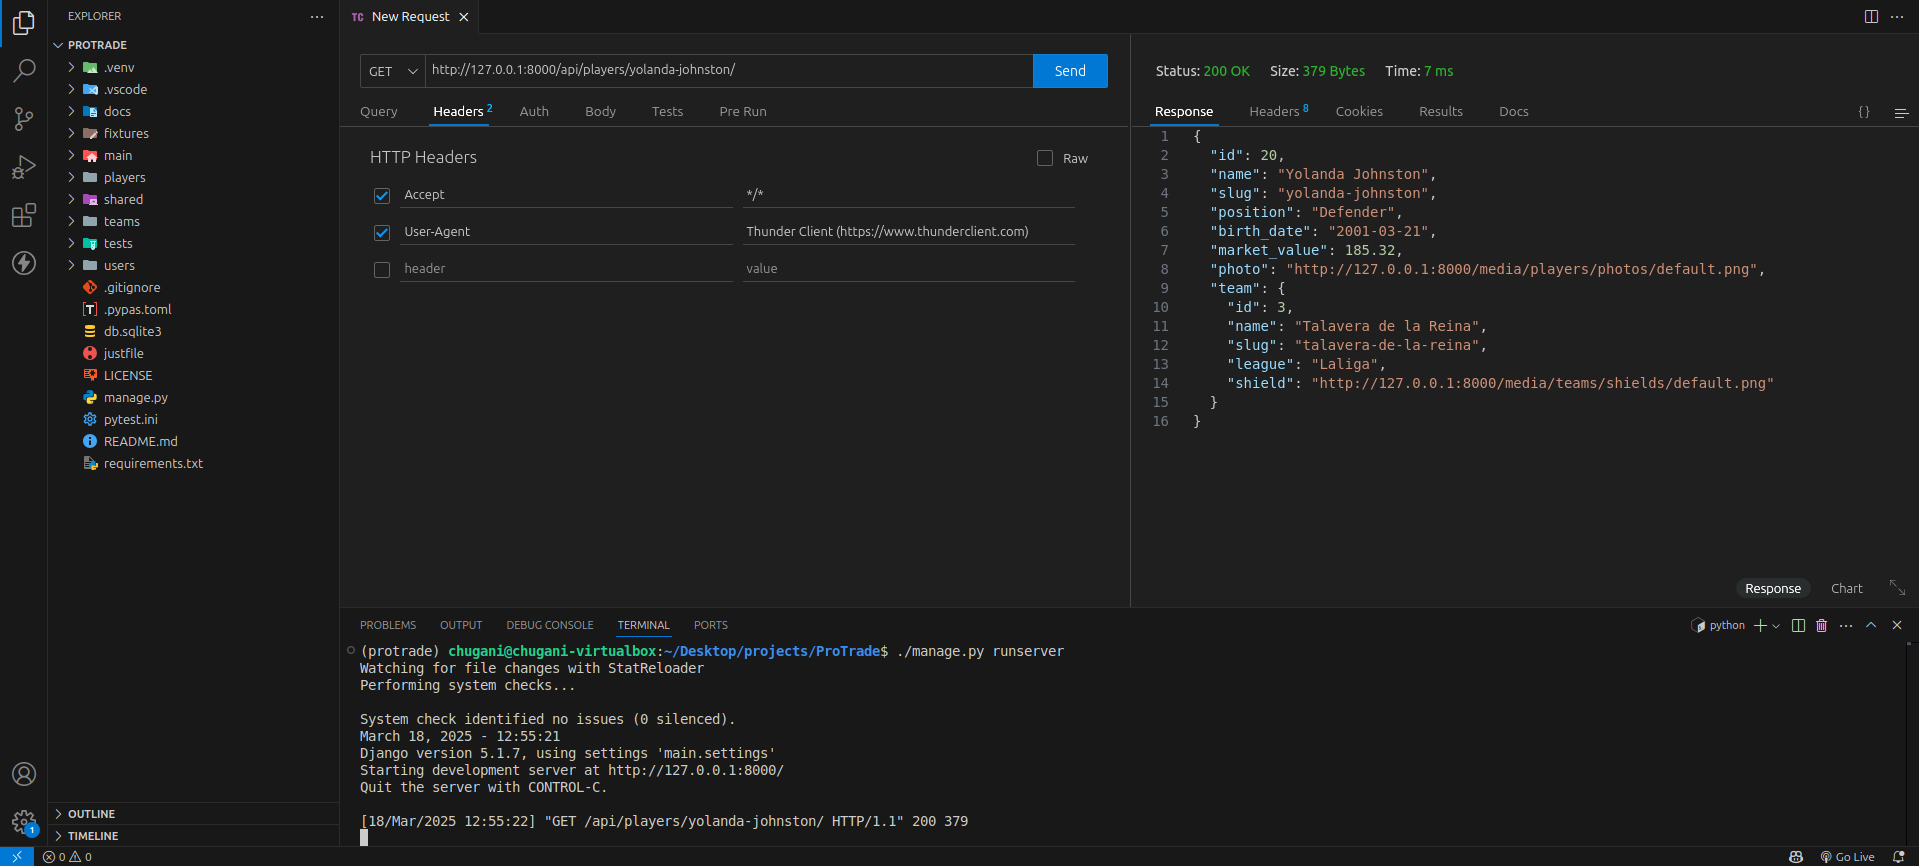 EXPLORER
PROTRADE
.venv
.vscode
docs
fixtures
main
players
shared
teams
tests
users
.gitignore
.pypas.toml
db.sqlite3
justfile
LICENSE
manage.py
pytest.ini
README.md
requirements.txt
OUTLINE
TIMELINE
1
TC New Request
GET http://127.0.0.1:8000/api/players/yolanda-johnston/ Send
Query Headers 2 Auth Body Tests Pre Run
HTTP Headers Raw
Accept */*
User-Agent Thunder Client (https://www.thunderclient.com)
header value
Status: 200 OK Size: 379 Bytes Time: 7 ms
Response Headers 8 Cookies Results Docs {}
1 {
2 "id": 20,
3 "name": "Yolanda Johnston",
4 "slug": "yolanda-johnston",
5 "position": "Defender",
6 "birth_date": "2001-03-21",
7 "market_value": 185.32,
8 "photo": "http://127.0.0.1:8000/media/players/photos/default.png",
9 "team": {
10 "id": 3,
11 "name": "Talavera de la Reina",
12 "slug": "talavera-de-la-reina",
13 "league": "Laliga",
14 "shield": "http://127.0.0.1:8000/media/teams/shields/default.png"
15 }
16 }
Response Chart
PROBLEMS OUTPUT DEBUG CONSOLE TERMINAL PORTS
python
(protrade) chugani@chugani-virtualbox:~/Desktop/projects/ProTrade$ ./manage.py runserver
Watching for file changes with StatReloader
Performing system checks...
System check identified no issues (0 silenced).
March 18, 2025 - 12:55:21
Django version 5.1.7, using settings 'main.settings'
Starting development server at http://127.0.0.1:8000/
Quit the server with CONTROL-C.
[18/Mar/2025 12:55:22] "GET /api/players/yolanda-johnston/ HTTP/1.1" 200 379
0 0
Go Live